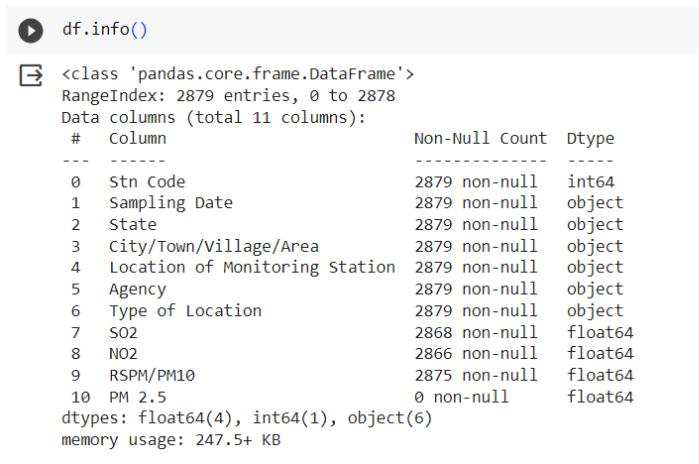 df.info()
<class 'pandas.core.frame.DataFrame'>
RangeIndex: 2879 entries, 0 to 2878
Data columns (total 11 columns):
 #   Column                          Non-Null Count  Dtype
---  ------                          --------------  -----
 0   Stn Code                        2879 non-null   int64
 1   Sampling Date                   2879 non-null   object
 2   State                           2879 non-null   object
 3   City/Town/Village/Area          2879 non-null   object
 4   Location of Monitoring Station  2879 non-null   object
 5   Agency                          2879 non-null   object
 6   Type of Location                2879 non-null   object
 7   SO2                             2868 non-null   float64
 8   NO2                             2866 non-null   float64
 9   RSPM/PM10                       2875 non-null   float64
 10  PM 2.5                          0 non-null      float64
dtypes: float64(4), int64(1), object(6)
memory usage: 247.5+ KB